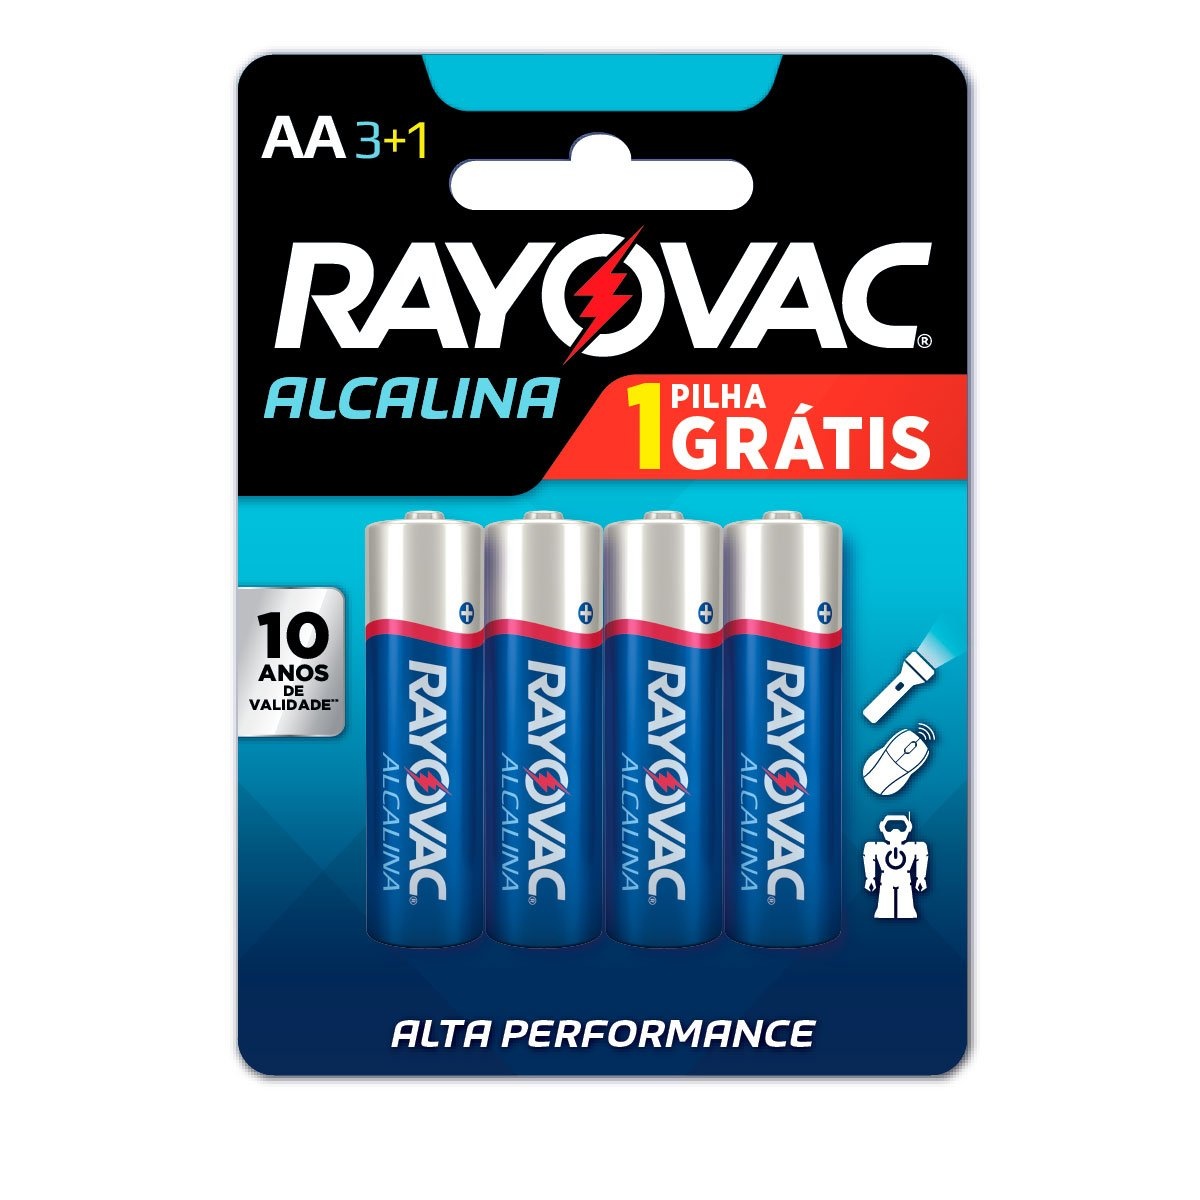 AA 3+1
RAYOVAC®
ALCALINA
1 PILHA
GRÁTIS
10
ANOS
DE
VALIDADE**
+
+
+
+
RAYOVAC®
ALCALINA
RAYOVAC®
ALCALINA
RAYOVAC®
ALCALINA
RAYOVAC®
ALCALINA
ALTA PERFORMANCE